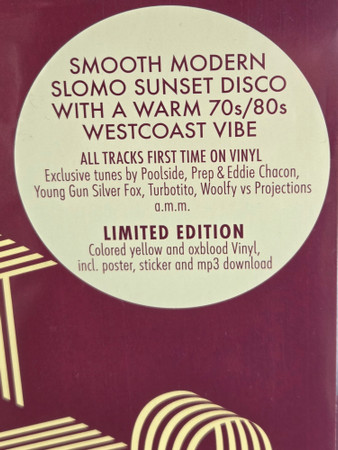 SMOOTH MODERN
SLOMO SUNSET DISCO
WITH A WARM 70s/80s
WESTCOAST VIBE
ALL TRACKS FIRST TIME ON VINYL
Exclusive tunes by Poolside, Prep & Eddie Chacon,
Young Gun Silver Fox, Turbotito, Woolfy vs Projections
a.m.m.
LIMITED EDITION
Colored yellow and oxblood Vinyl,
incl. poster, sticker and mp3 download